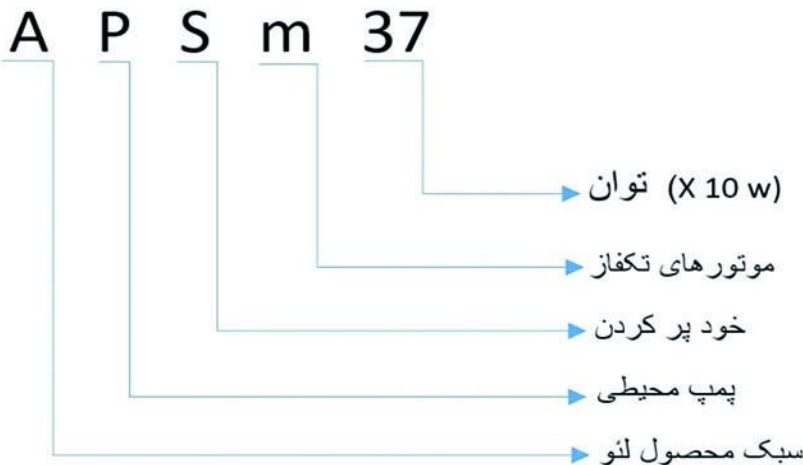 A P S m 37
توان (X 10 w)
موتورهای تکفاز
خود پر کردن
پمپ محیطی
سبک محصول لئو